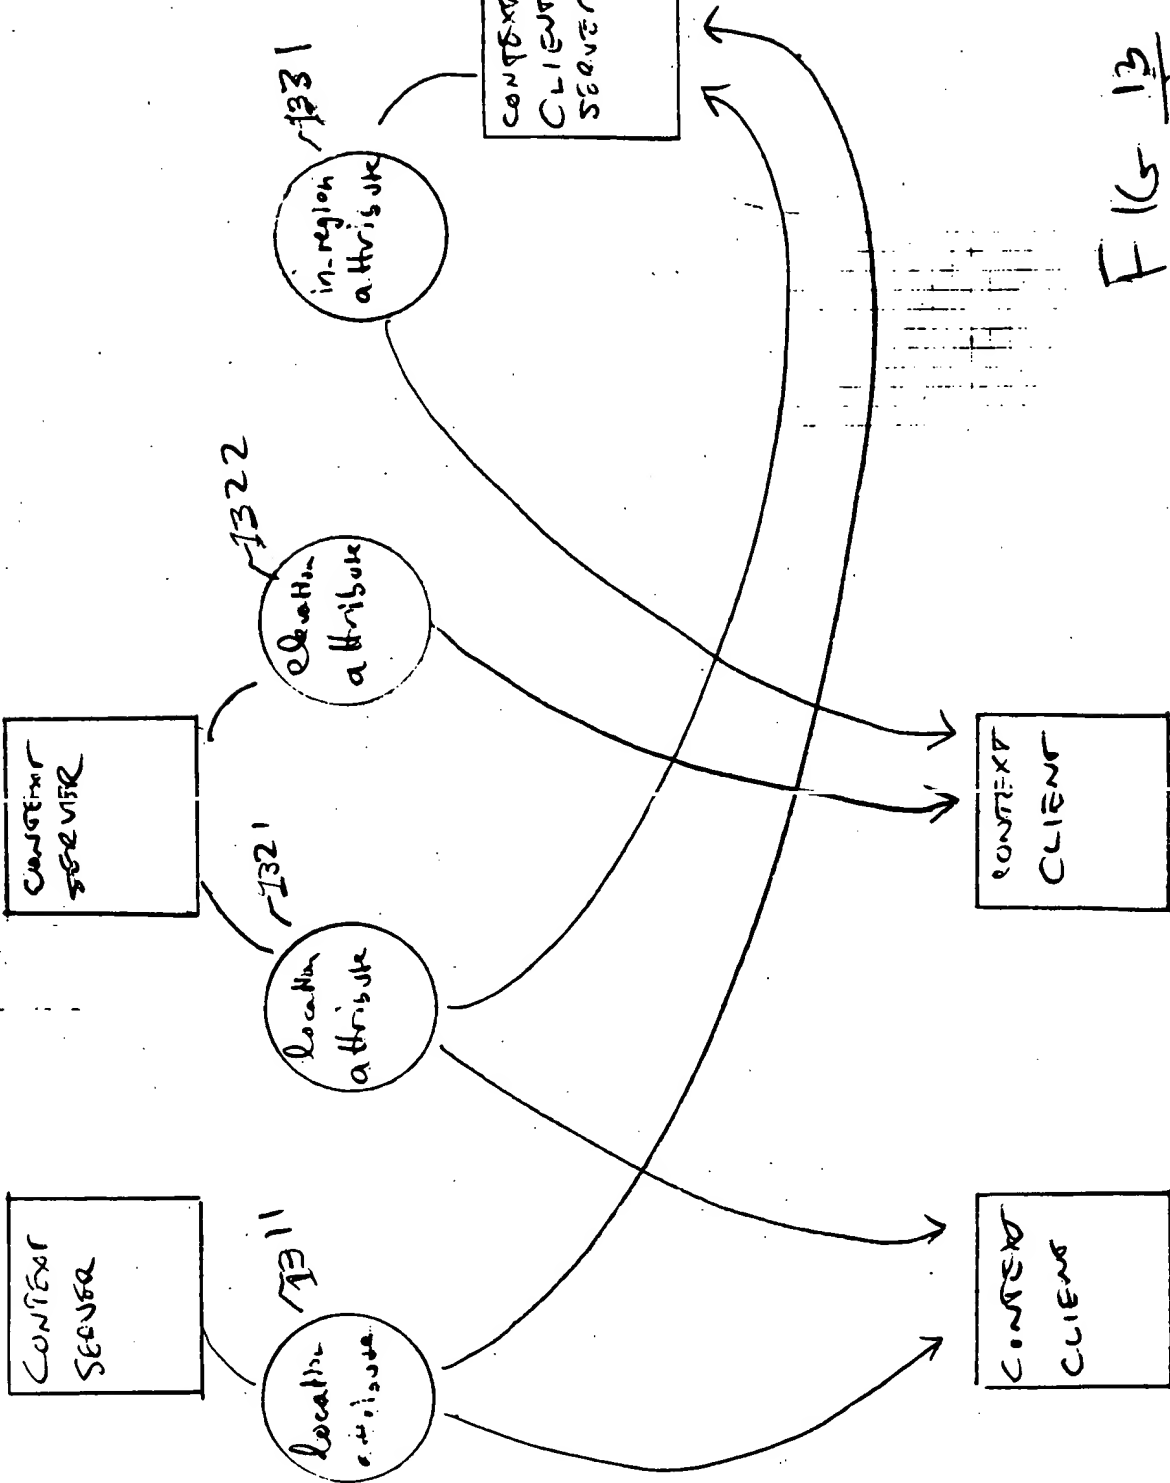 CONTEXT
SERVER
CONTEXT
SERVER
1311
location
attribute
1321
location
attribute
1322
elevation
attribute
1331
in-region
attribute
CONTEXT
CLIENT
SERVER
CONTEXT
CLIENT
CONTEXT
CLIENT
FIG 13